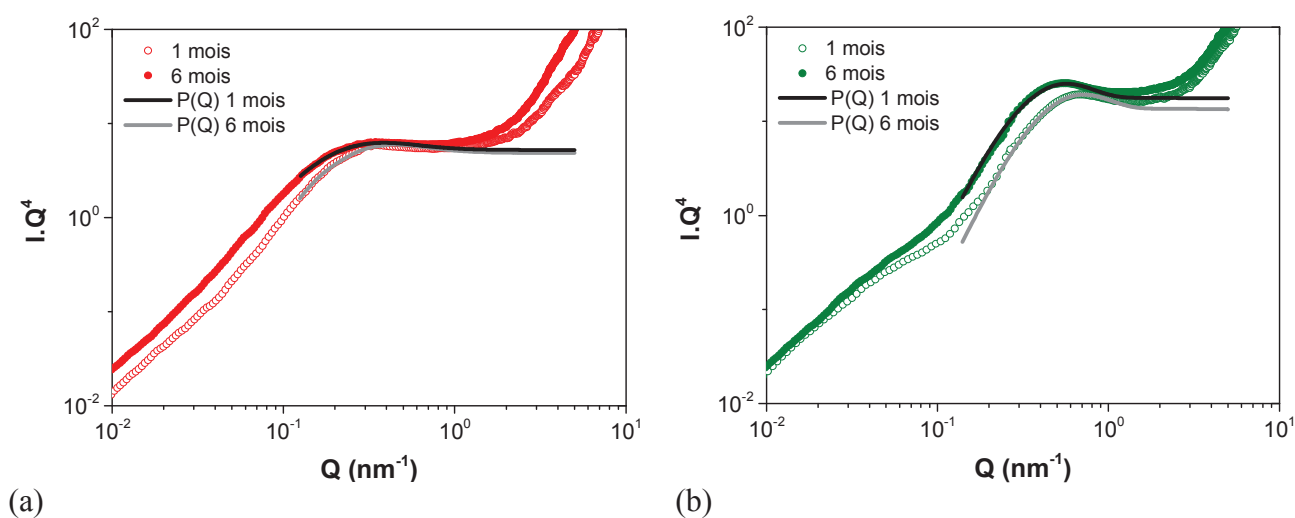 10²
1 mois
6 mois
P(Q) 1 mois
P(Q) 6 mois
I.Q⁴
10⁰
10⁻²
10⁻² 10⁻¹ 10⁰ 10¹
Q (nm⁻¹)
(a)
10²
1 mois
6 mois
P(Q) 1 mois
P(Q) 6 mois
I.Q⁴
10⁰
10⁻²
10⁻² 10⁻¹ 10⁰ 10¹
Q (nm⁻¹)
(b)